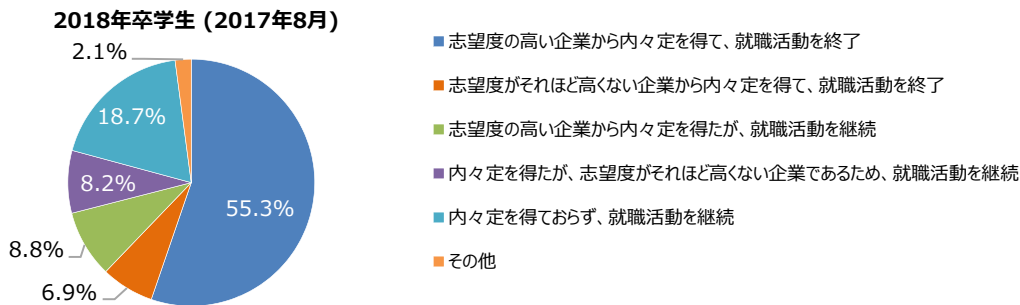 2018年卒学生 (2017年8月)
2.1%
18.7%
8.2%
55.3%
8.8%
6.9%
志望度の高い企業から内々定を得て、就職活動を終了
志望度がそれほど高くない企業から内々定を得て、就職活動を終了
志望度の高い企業から内々定を得たが、就職活動を継続
内々定を得たが、志望度がそれほど高くない企業であるため、就職活動を継続
内々定を得ておらず、就職活動を継続
その他